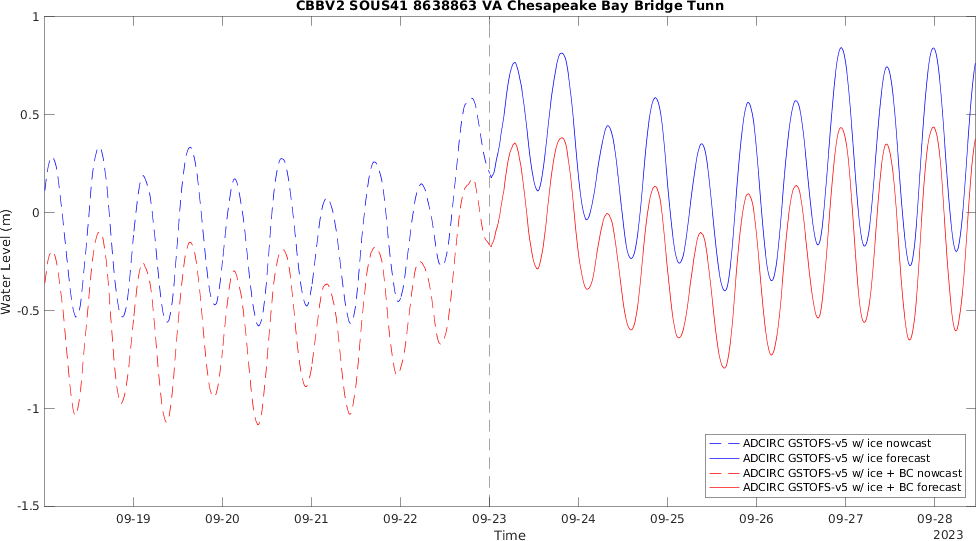 CBBV2 SOUS41 8638863 VA Chesapeake Bay Bridge Tunn
1
0.5
0
-0.5
-1
-1.5
Water Level (m)
ADCIRC GSTOFS-v5 w/ ice nowcast
ADCIRC GSTOFS-v5 w/ ice forecast
ADCIRC GSTOFS-v5 w/ ice + BC nowcast
ADCIRC GSTOFS-v5 w/ ice + BC forecast
09-19 09-20 09-21 09-22 09-23 09-24 09-25 09-26 09-27 09-28
Time
2023